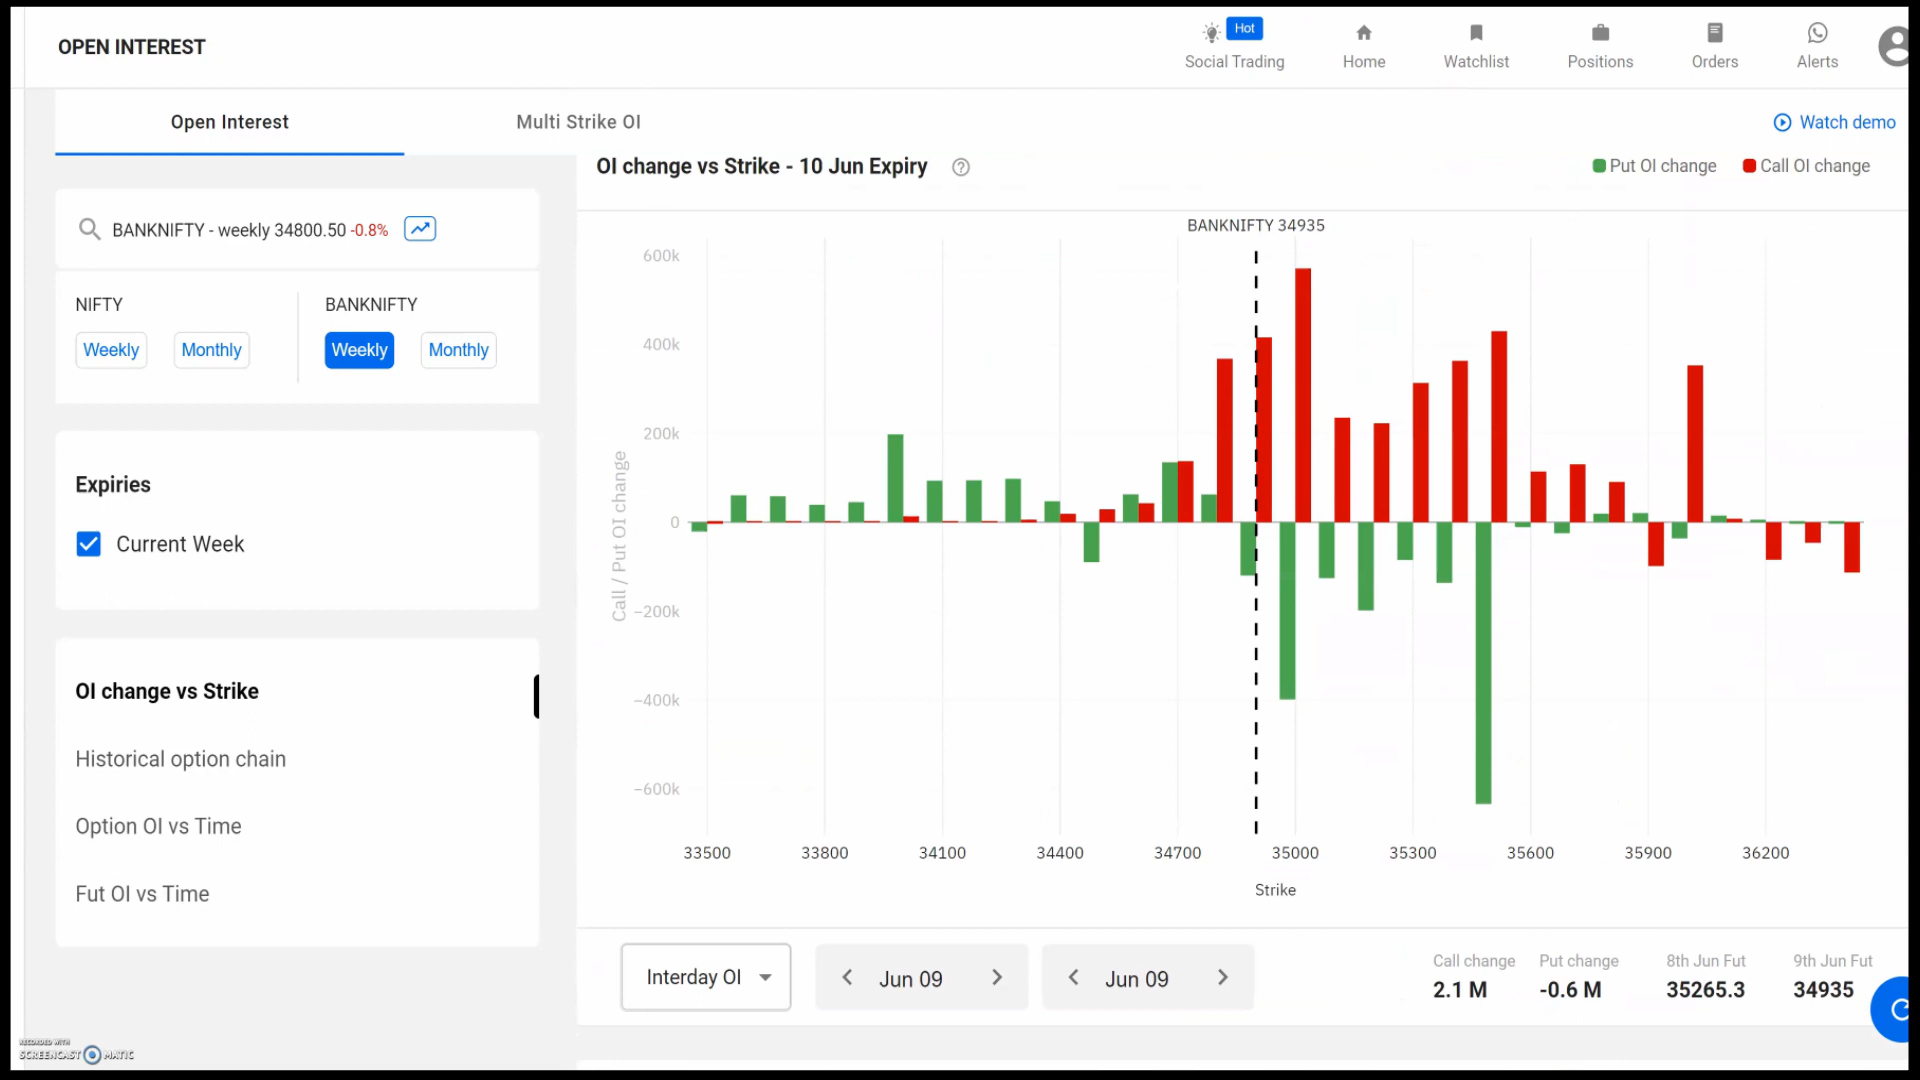 OPEN INTEREST
Hot
Social Trading
Home
Watchlist
Positions
Orders
Alerts
Open Interest
Multi Strike OI
Watch demo
OI change vs Strike - 10 Jun Expiry
Put OI change
Call OI change
BANKNIFTY - weekly 34800.50 -0.8%
NIFTY
BANKNIFTY
Weekly
Monthly
Weekly
Monthly
Expiries
Current Week
OI change vs Strike
Historical option chain
Option OI vs Time
Fut OI vs Time
BANKNIFTY 34935
600k
400k
200k
0
−200k
−400k
−600k
Call / Put OI change
33500
33800
34100
34400
34700
35000
35300
35600
35900
36200
Strike
Interday OI
Jun 09
Jun 09
Call change
2.1 M
Put change
-0.6 M
8th Jun Fut
35265.3
9th Jun Fut
34935
RECORDED WITH
SCREENCAST MATIC